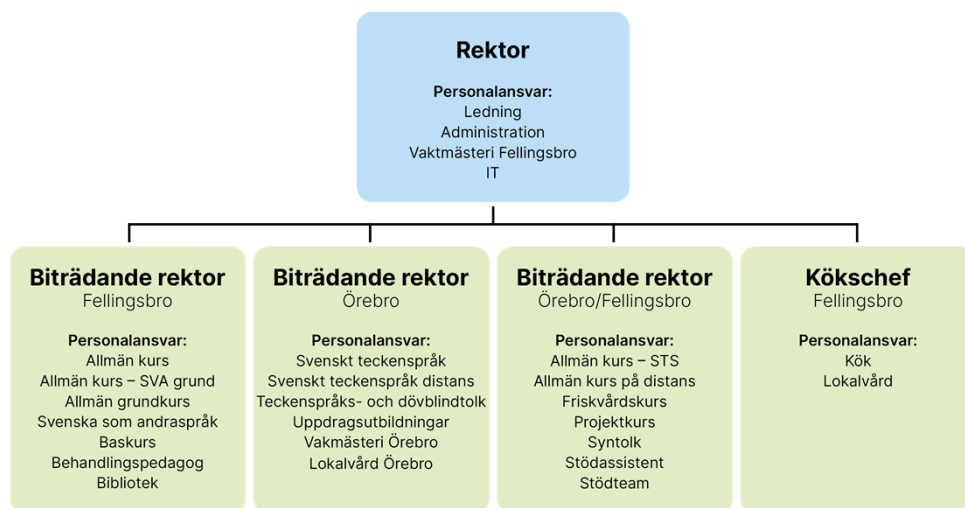 Rektor
Personalansvar:
Ledning
Administration
Vaktmästeri Fellingsbro
IT
Biträdande rektor
Fellingsbro
Personalansvar:
Allmän kurs
Allmän kurs – SVA grund
Allmän grundkurs
Svenska som andraspråk
Baskurs
Behandlingspedagog
Bibliotek
Biträdande rektor
Örebro
Personalansvar:
Svenskt teckenspråk
Svenskt teckenspråk distans
Teckenspråks- och dövblindtolk
Uppdragsutbildningar
Vakmästeri Örebro
Lokalvård Örebro
Biträdande rektor
Örebro/Fellingsbro
Personalansvar:
Allmän kurs – STS
Allmän kurs på distans
Friskvårdskurs
Projektkurs
Syntolk
Stödassistent
Stödteam
Kökschef
Fellingsbro
Personalansvar:
Kök
Lokalvård